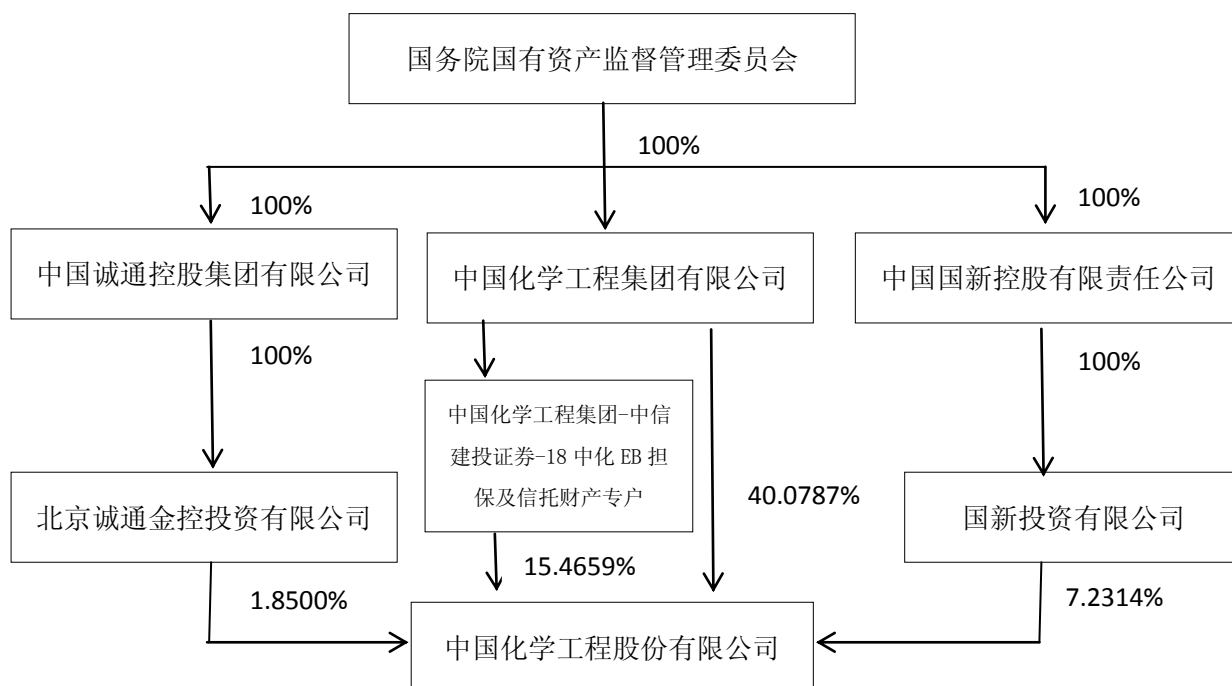 国务院国有资产监督管理委员会
100%
100%
100%
中国诚通控股集团有限公司
中国化学工程集团有限公司
中国国新控股有限责任公司
100%
100%
中国化学工程集团-中信
建投证券-18 中化 EB 担
保及信托财产专户
40.0787%
北京诚通金控投资有限公司
国新投资有限公司
15.4659%
1.8500%
7.2314%
中国化学工程股份有限公司